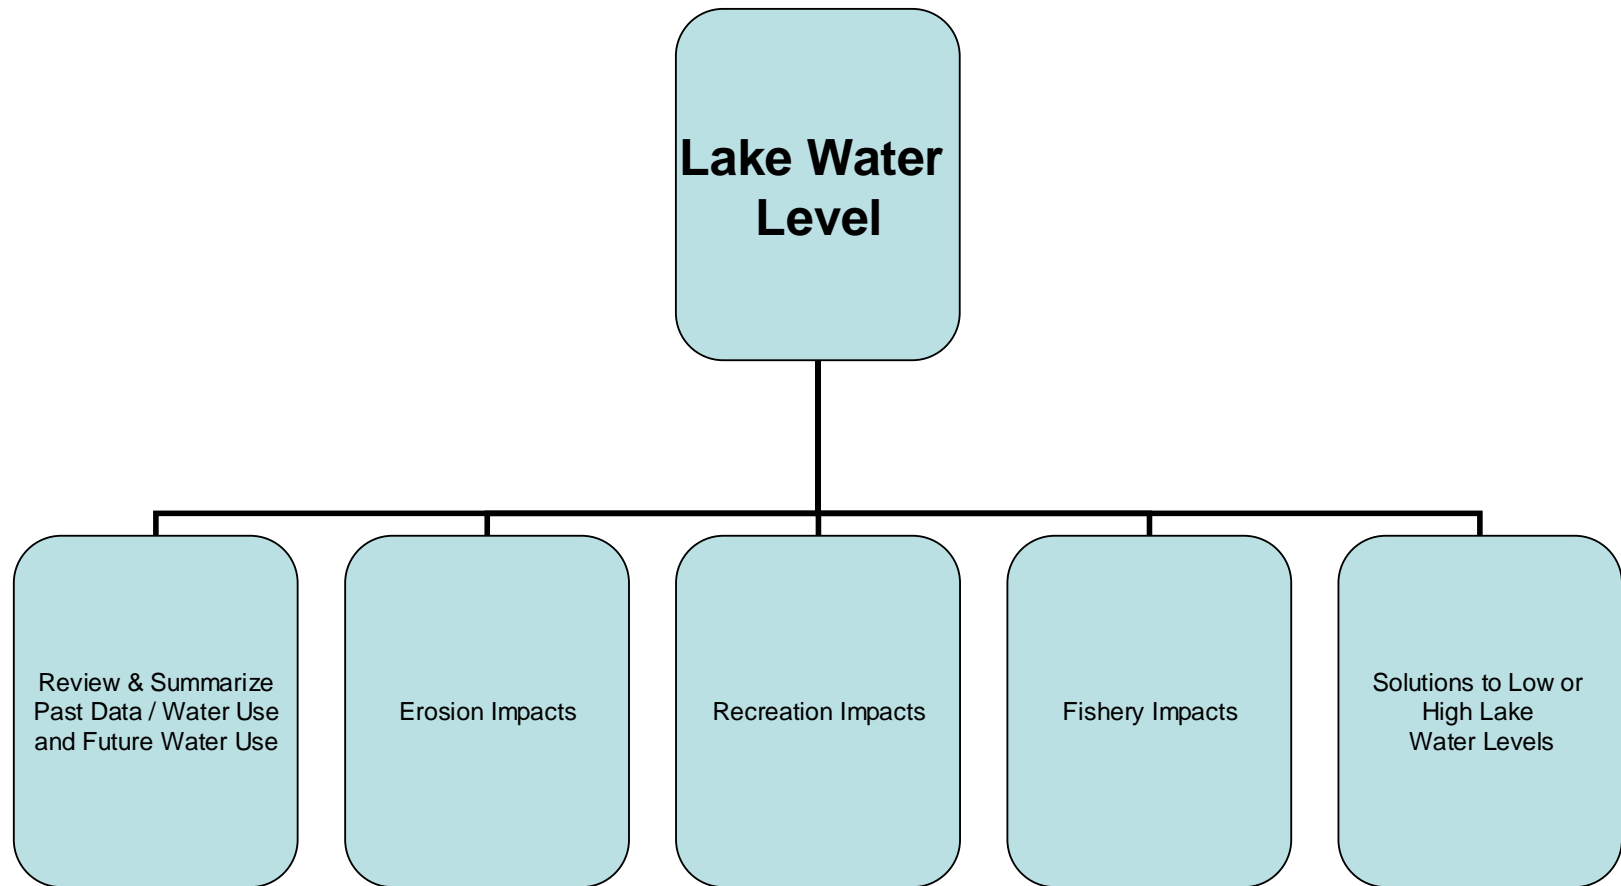 Lake Water
Level
Review & Summarize
Past Data / Water Use
and Future Water Use
Erosion Impacts
Recreation Impacts
Fishery Impacts
Solutions to Low or
High Lake
Water Levels